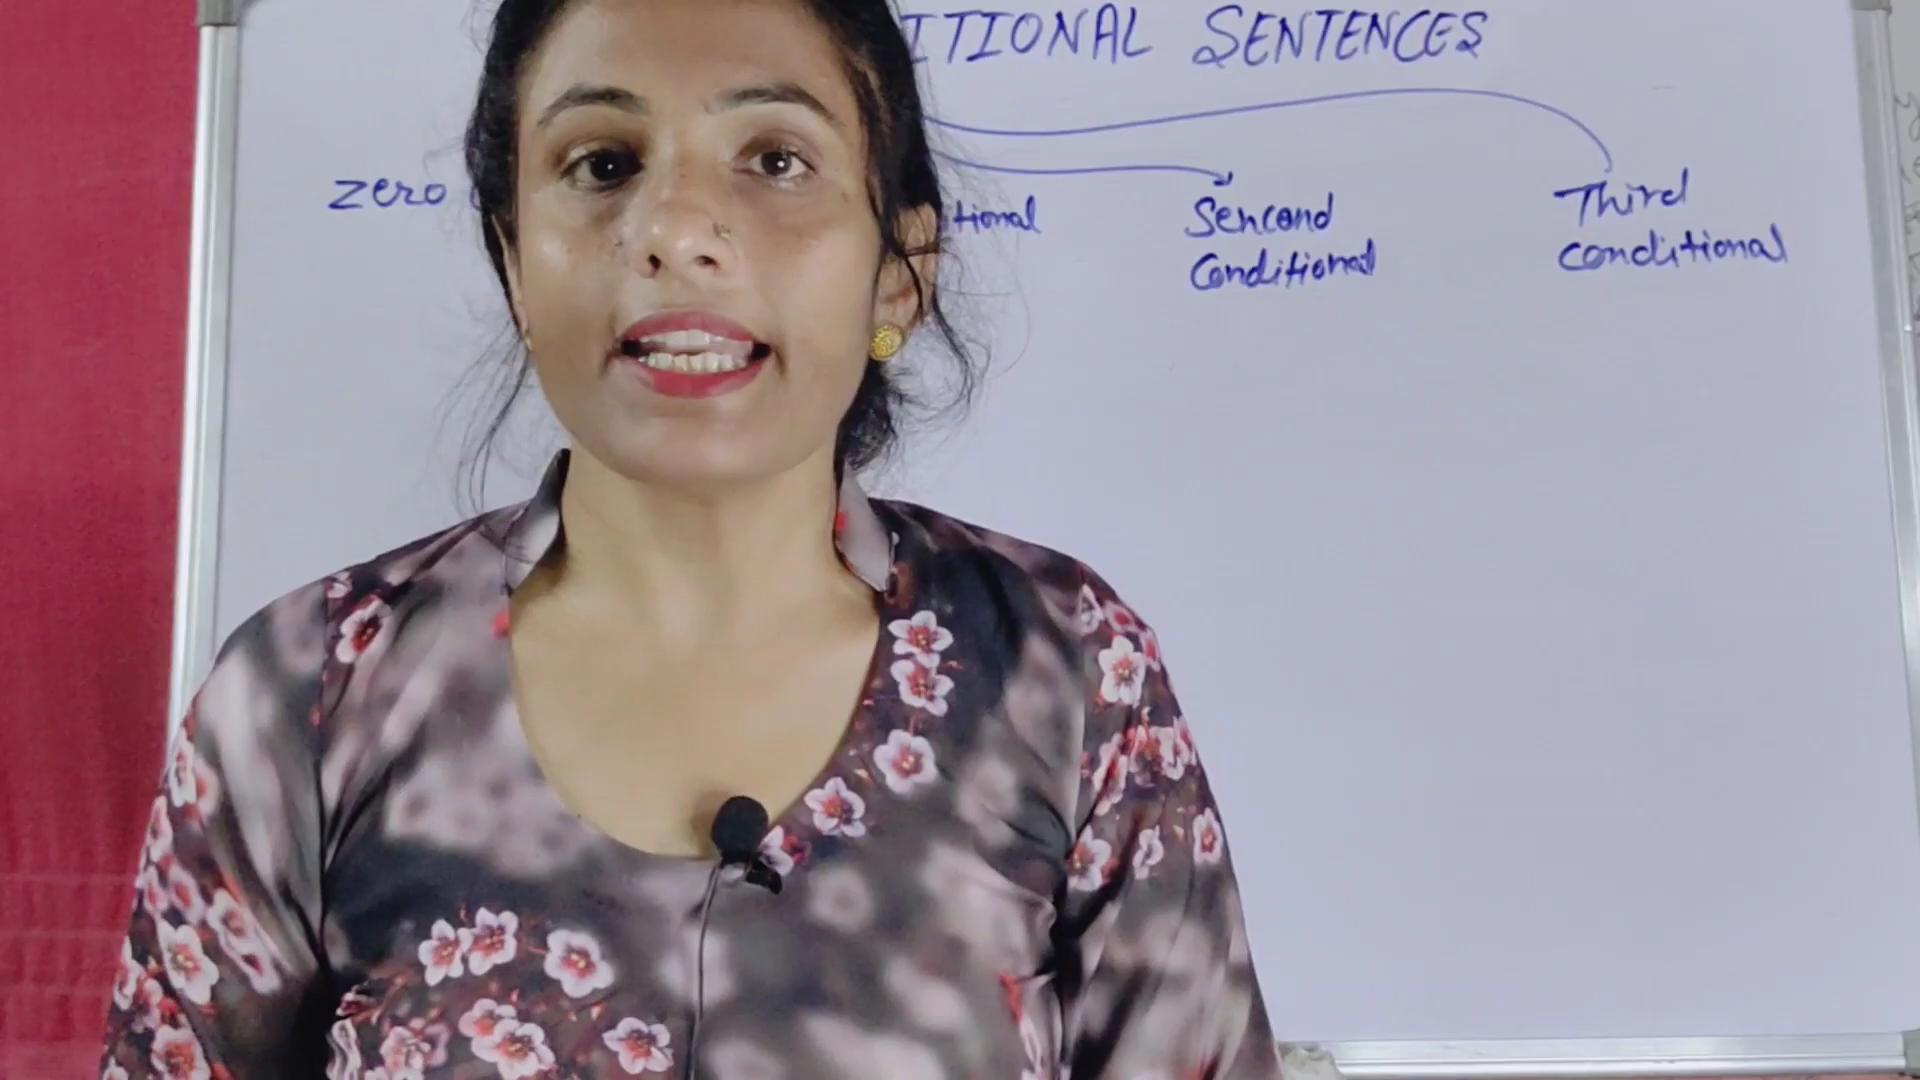 ITIONAL SENTENCES
zero
tional
Sencond
Conditional
Third
conditional